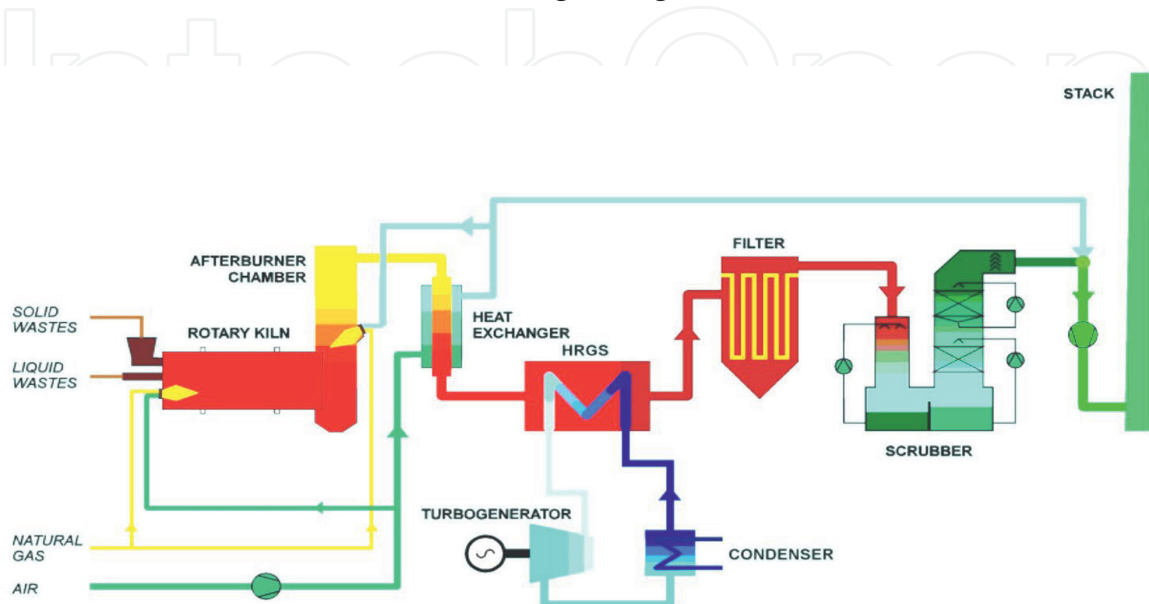 IntechOpen
STACK
FILTER
AFTERBURNER
CHAMBER
SOLID
WASTES
ROTARY KILN
HEAT
EXCHANGER
HRGS
LIQUID
WASTES
SCRUBBER
TURBOGENERATOR
NATURAL
GAS
CONDENSER
AIR